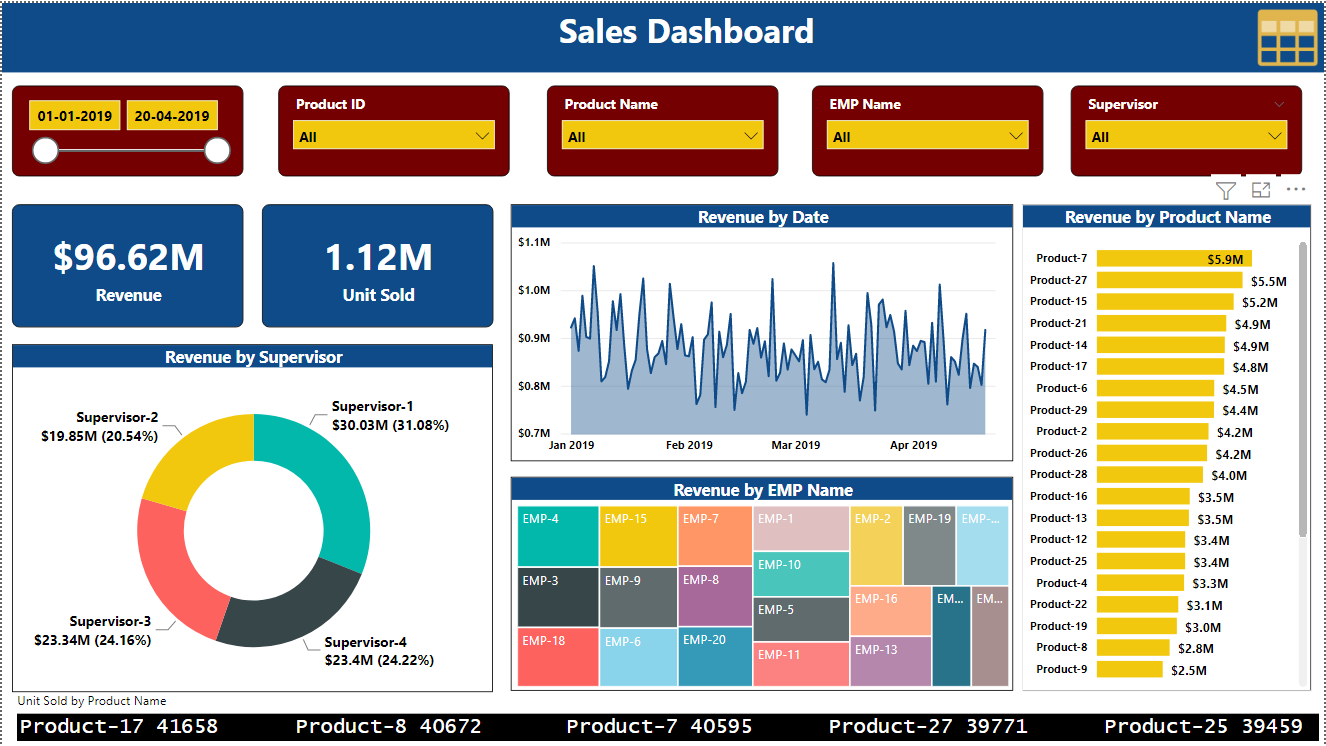 Sales Dashboard
01-01-2019 20-04-2019
Product ID
All
Product Name
All
EMP Name
All
Supervisor
All
$96.62M
Revenue
1.12M
Unit Sold
Revenue by Supervisor
Supervisor-1
$30.03M (31.08%)
Supervisor-2
$19.85M (20.54%)
Supervisor-3
$23.34M (24.16%)
Supervisor-4
$23.4M (24.22%)
Revenue by Date
$1.1M
$1.0M
$0.9M
$0.8M
$0.7M
Jan 2019 Feb 2019 Mar 2019 Apr 2019
Revenue by EMP Name
EMP-4
EMP-3
EMP-18
EMP-15
EMP-9
EMP-6
EMP-7
EMP-8
EMP-20
EMP-1
EMP-10
EMP-5
EMP-11
EMP-2
EMP-19
EMP-...
EMP-16
EMP-13
EM...
EM...
Revenue by Product Name
Product-7 $5.9M
Product-27 $5.5M
Product-15 $5.2M
Product-21 $4.9M
Product-14 $4.9M
Product-17 $4.8M
Product-6 $4.5M
Product-29 $4.4M
Product-2 $4.2M
Product-26 $4.2M
Product-28 $4.0M
Product-16 $3.5M
Product-13 $3.5M
Product-12 $3.4M
Product-25 $3.4M
Product-4 $3.3M
Product-22 $3.1M
Product-19 $3.0M
Product-8 $2.8M
Product-9 $2.5M
Unit Sold by Product Name
Product-17 41658 Product-8 40672 Product-7 40595 Product-27 39771 Product-25 39459